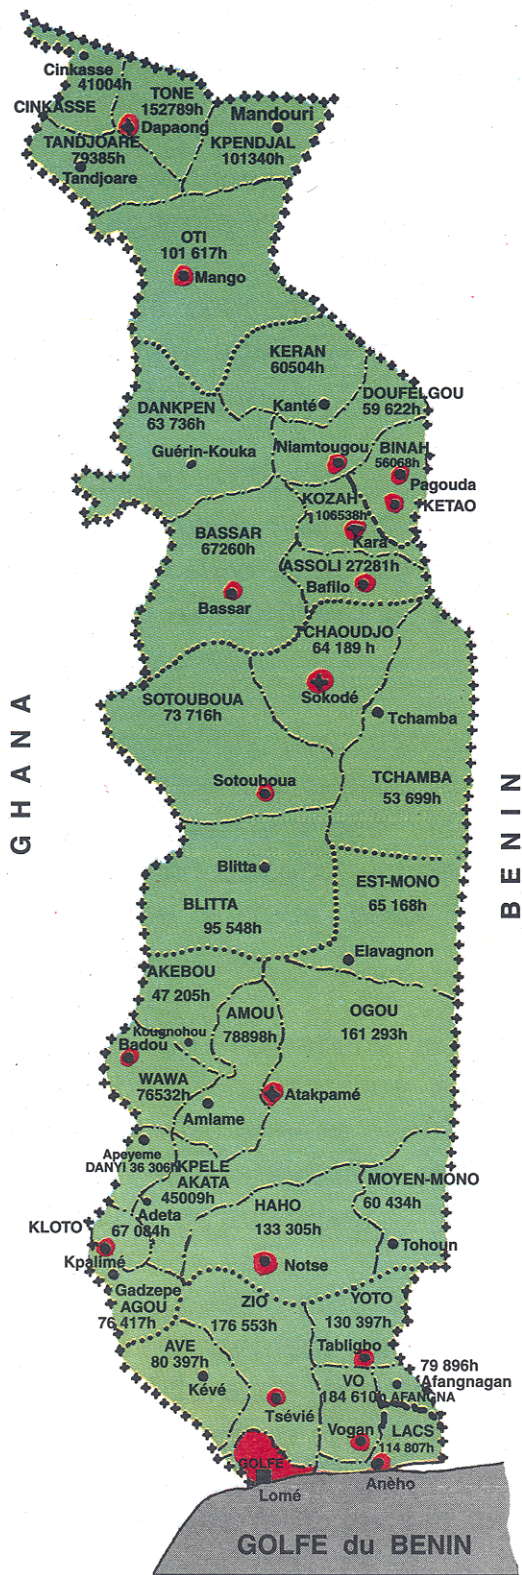 Cinkasse
41004h
CINKASSE
TONE
152789h
Dapaong
Mandouri
KPENDJAL
101340h
TANDJOARE
79385h
Tandjoare
OTI
101 617h
Mango
KERAN
60504h
Kanté
DOUFELGOU
59 622h
DANKPEN
63 736h
Guérin-Kouka
Niamtougou
BINAH
56068h
Pagouda
KETAO
KOZAH
106538h
Kara
BASSAR
67260h
Bassar
ASSOLI 27281h
Bafilo
TCHAOUDJO
64 189 h
Sokodé
SOTOUBOUA
73 716h
Sotouboua
Tchamba
TCHAMBA
53 699h
GHANA
BENIN
Blitta
BLITTA
95 548h
EST-MONO
65 168h
Elavagnon
AKEBOU
47 205h
Kougnohou
AMOU
78898h
OGOU
161 293h
Badou
WAWA
76532h
Atakpamé
Amlame
Apeyeme
DANYI 36 306h
KPELE
AKATA
45009h
Adeta
KLOTO
67 084h
Kpalimé
HAHO
133 305h
Notse
MOYEN-MONO
60 434h
Tohoun
Gadzepe
AGOU
76 417h
ZIO
176 553h
YOTO
130 397h
Tabligbo
AVE
80 397h
Kévé
Tsévié
79 896h
Afangnagan
AFANGNA
VO
184 610h
Vogan
LACS
114 807h
GOLFE
Lomé
Anèho
GOLFE du BENIN